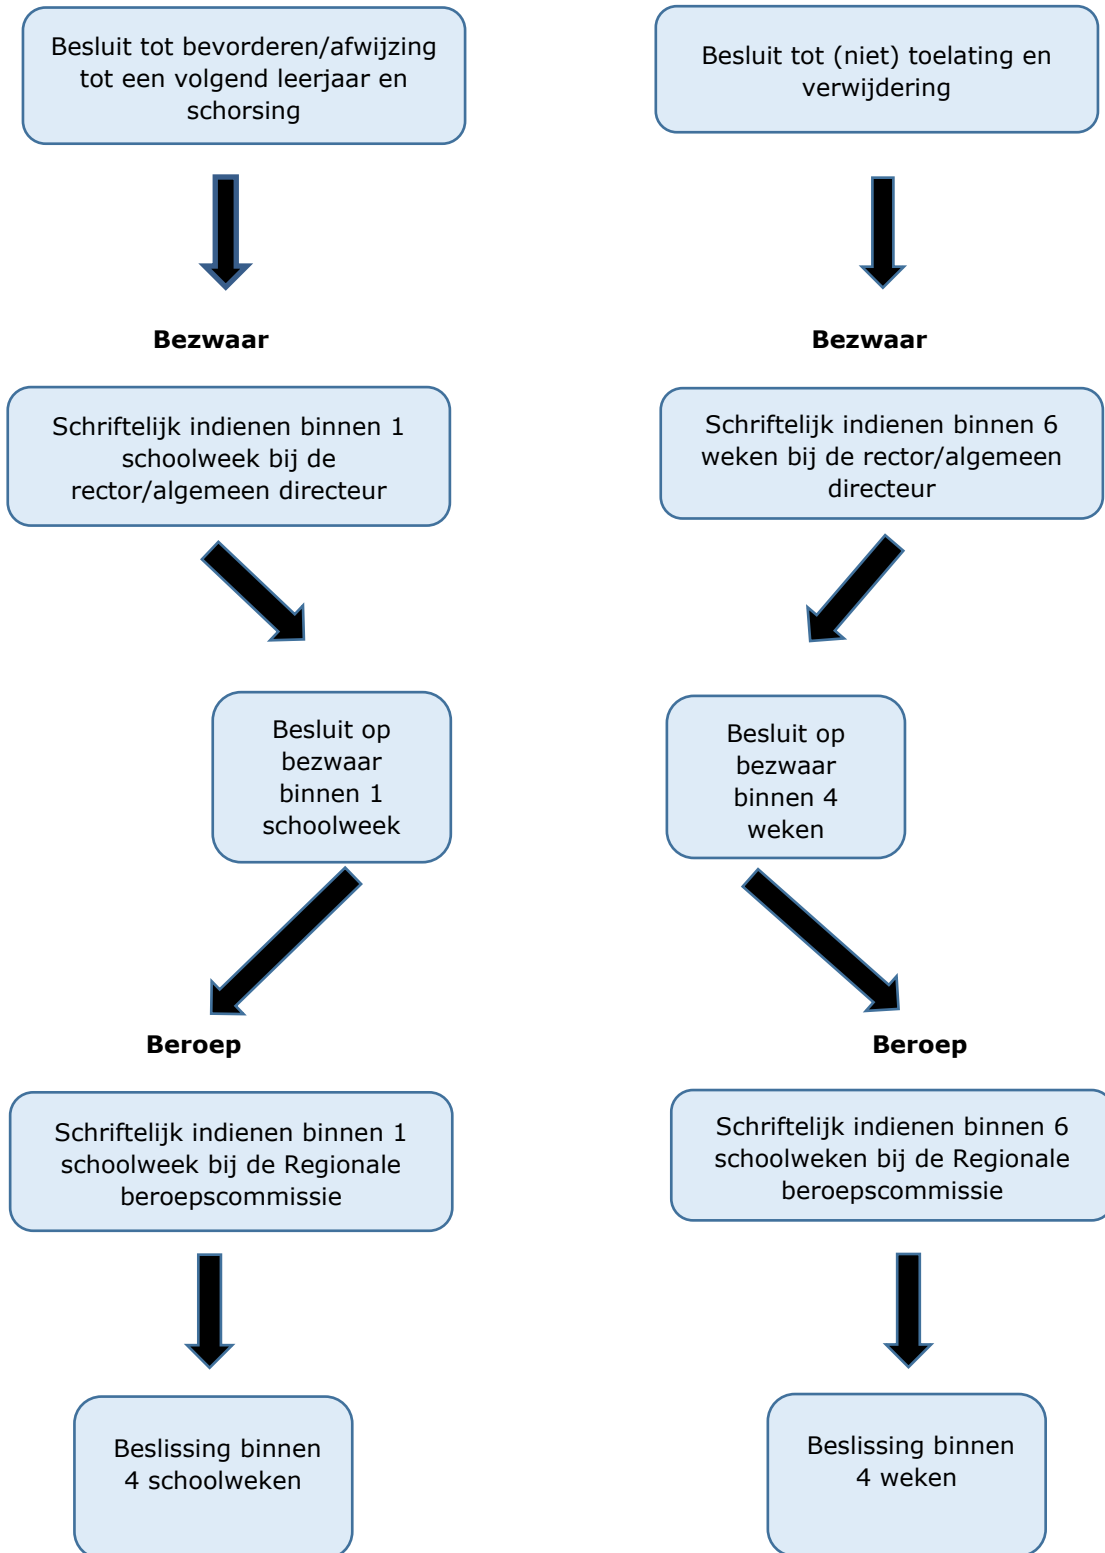 Besluit tot bevorderen/afwijzing
tot een volgend leerjaar en
schorsing
Besluit tot (niet) toelating en
verwijdering
Bezwaar
Bezwaar
Schriftelijk indienen binnen 1
schoolweek bij de
rector/algemeen directeur
Schriftelijk indienen binnen 6
weken bij de rector/algemeen
directeur
Besluit op
bezwaar
binnen 1
schoolweek
Besluit op
bezwaar
binnen 4
weken
Beroep
Beroep
Schriftelijk indienen binnen 1
schoolweek bij de Regionale
beroepscommissie
Schriftelijk indienen binnen 6
schoolweken bij de Regionale
beroepscommissie
Beslissing binnen
4 schoolweken
Beslissing binnen
4 weken